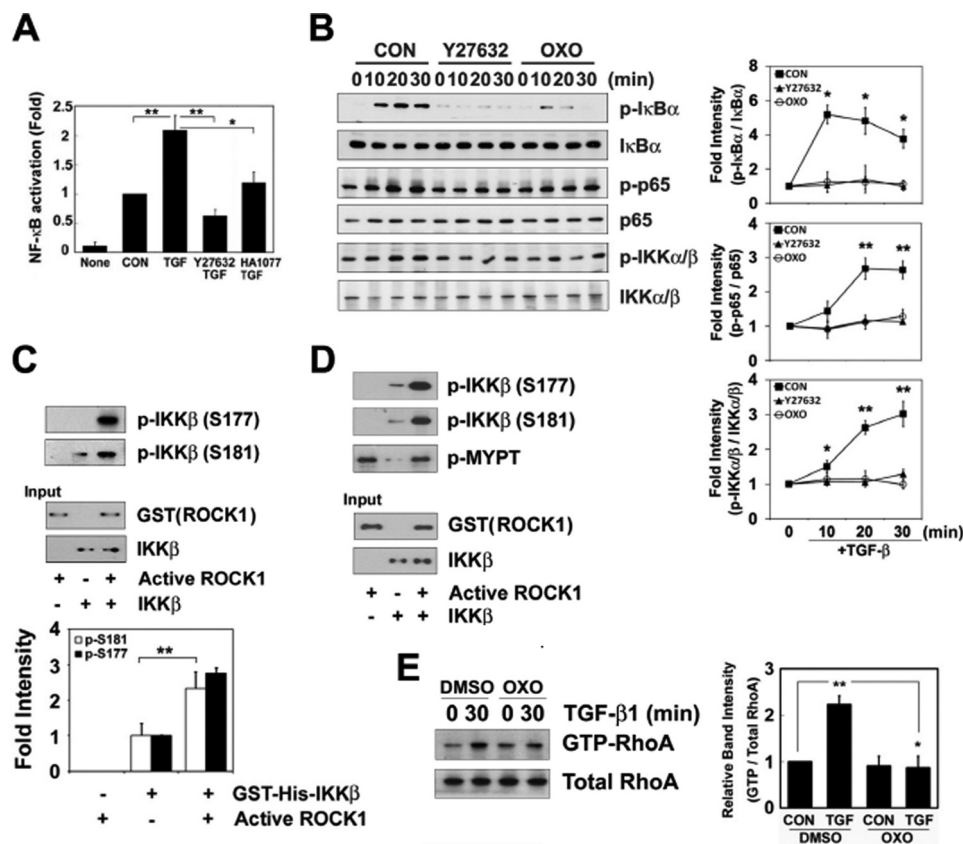 A
NF-κB activation (Fold)
2.5
2
1.5
1
0.5
0
**
**
*
None
CON
TGF
Y27632
TGF
HA1077
TGF
B
CON
Y27632
OXO
0 10 20 30 0 10 20 30 0 10 20 30 (min)
p-IκBα
IκBα
p-p65
p65
p-IKKα/β
IKKα/β
Fold Intensity
(p-IκBα / IκBα)
8
6
4
2
0
CON
Y27632
OXO
*
*
*
Fold Intensity
(p-p65 / p65)
4
3
2
1
0
CON
Y27632
OXO
**
**
Fold Intensity
(p-IKKα/β / IKKα/β)
4
3
2
1
0
CON
Y27632
OXO
*
**
**
0 10 20 30 (min)
+TGF-β
C
p-IKKβ (S177)
p-IKKβ (S181)
Input
GST(ROCK1)
IKKβ
+ - + Active ROCK1
- + + IKKβ
Fold Intensity
4
3
2
1
0
p-S181
p-S177
**
- + + GST-His-IKKβ
+ - + Active ROCK1
D
p-IKKβ (S177)
p-IKKβ (S181)
p-MYPT
Input
GST(ROCK1)
IKKβ
+ - + Active ROCK1
- + + IKKβ
E
DMSO OXO
0 30 0 30 TGF-β1 (min)
GTP-RhoA
Total RhoA
Relative Band Intensity
(GTP / Total RhoA)
3
2
1
0
**
*
CON TGF CON TGF
DMSO OXO